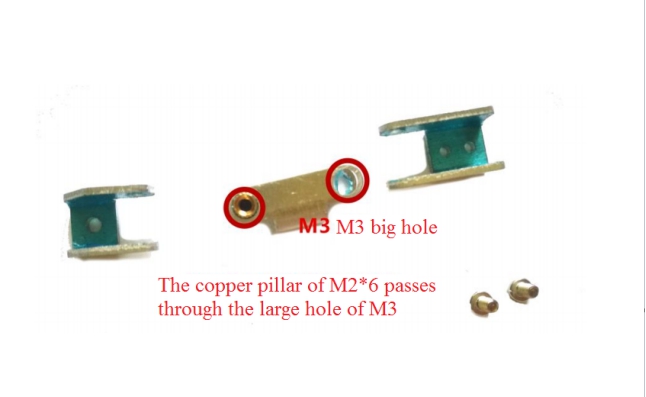 M3 M3 big hole
The copper pillar of M2*6 passes
through the large hole of M3